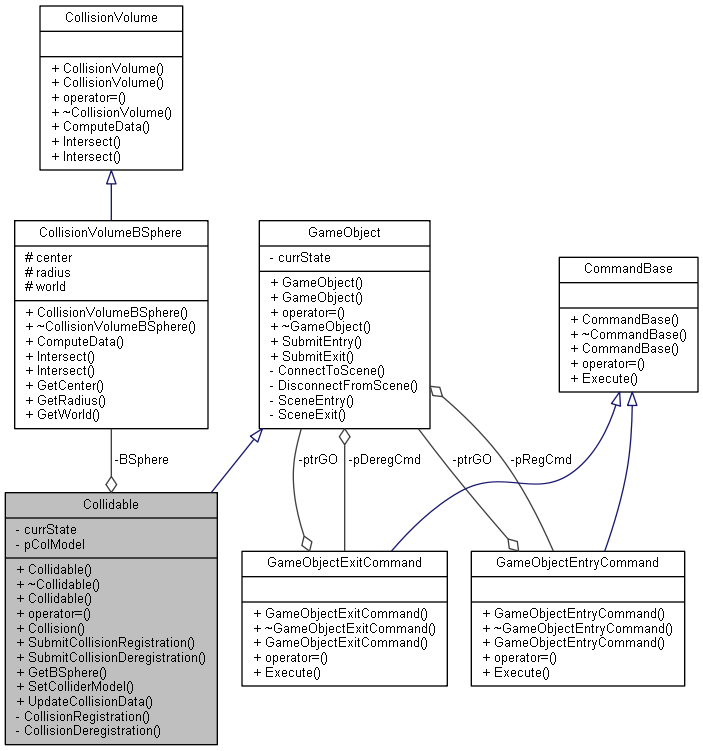 CollisionVolume
+ CollisionVolume()
+ CollisionVolume()
+ operator=()
+ ~CollisionVolume()
+ ComputeData()
+ Intersect()
+ Intersect()
CollisionVolumeBSphere
# center
# radius
# world
+ CollisionVolumeBSphere()
+ ~CollisionVolumeBSphere()
+ ComputeData()
+ Intersect()
+ Intersect()
+ GetCenter()
+ GetRadius()
+ GetWorld()
GameObject
- currState
+ GameObject()
+ GameObject()
+ operator=()
+ ~GameObject()
+ SubmitEntry()
+ SubmitExit()
- ConnectToScene()
- DisconnectFromScene()
- SceneEntry()
- SceneExit()
CommandBase
+ CommandBase()
+ ~CommandBase()
+ CommandBase()
+ operator=()
+ Execute()
-BSphere
-ptrGO
-pDeregCmd
-ptrGO
-pRegCmd
Collidable
- currState
- pColModel
+ Collidable()
+ ~Collidable()
+ Collidable()
+ operator=()
+ Collision()
+ SubmitCollisionRegistration()
+ SubmitCollisionDeregistration()
+ GetBSphere()
+ SetColliderModel()
+ UpdateCollisionData()
- CollisionRegistration()
- CollisionDeregistration()
GameObjectExitCommand
+ GameObjectExitCommand()
+ ~GameObjectExitCommand()
+ GameObjectExitCommand()
+ operator=()
+ Execute()
GameObjectEntryCommand
+ GameObjectEntryCommand()
+ ~GameObjectEntryCommand()
+ GameObjectEntryCommand()
+ operator=()
+ Execute()